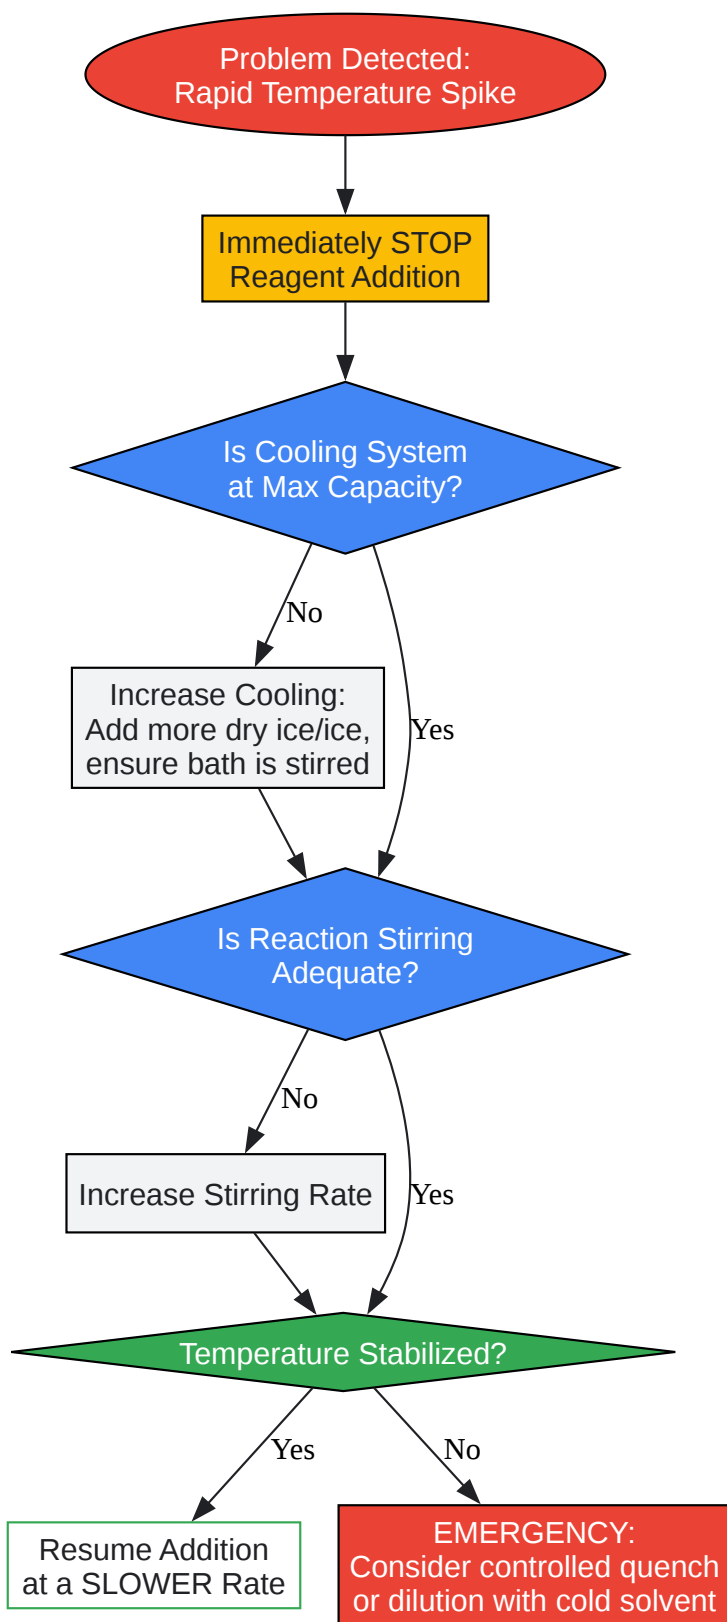 Problem Detected:
Rapid Temperature Spike
Immediately STOP
Reagent Addition
Is Cooling System
at Max Capacity?
No
Increase Cooling:
Add more dry ice/ice,
ensure bath is stirred
Yes
Is Reaction Stirring
Adequate?
No
Increase Stirring Rate
Yes
Temperature Stabilized?
Yes
No
Resume Addition
at a SLOWER Rate
EMERGENCY:
Consider controlled quench
or dilution with cold solvent